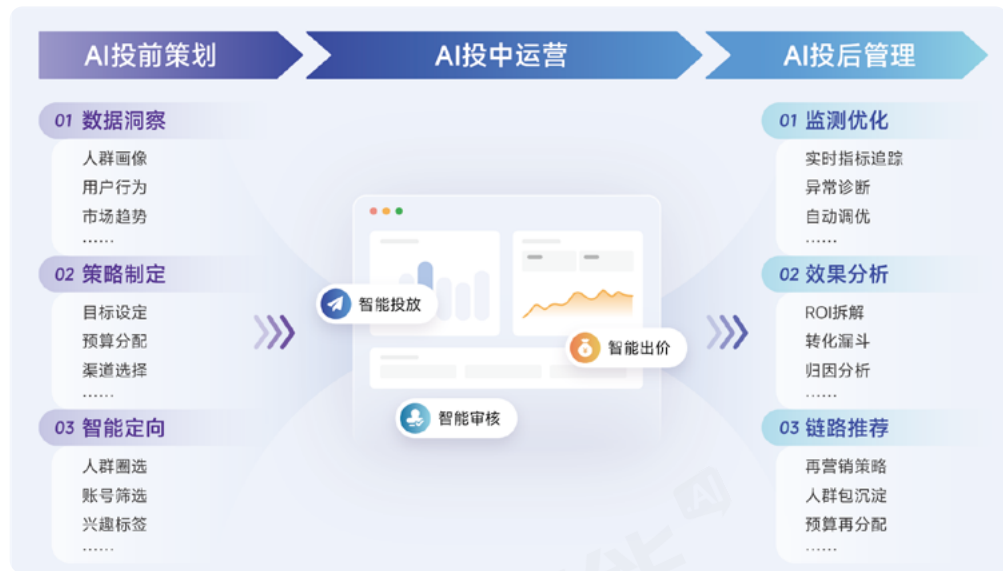 AI投前策划
AI投中运营
AI投后管理
01 数据洞察
人群画像
用户行为
市场趋势
......
02 策略制定
目标设定
预算分配
渠道选择
......
03 智能定向
人群圈选
账号筛选
兴趣标签
......
智能投放
智能出价
智能审核
01 监测优化
实时指标追踪
异常诊断
自动调优
......
02 效果分析
ROI拆解
转化漏斗
归因分析
......
03 链路推荐
再营销策略
人群包沉淀
预算再分配
......